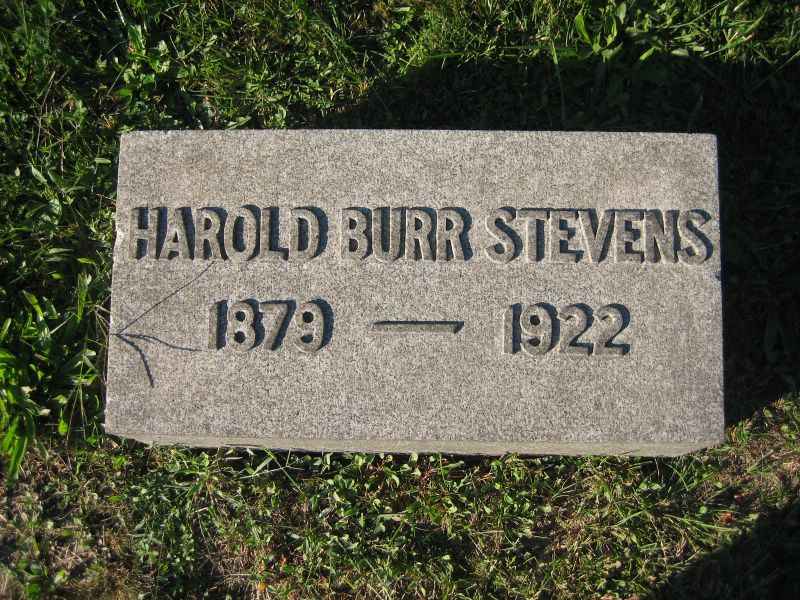 HAROLD BURR STEVENS
1879 — 1922